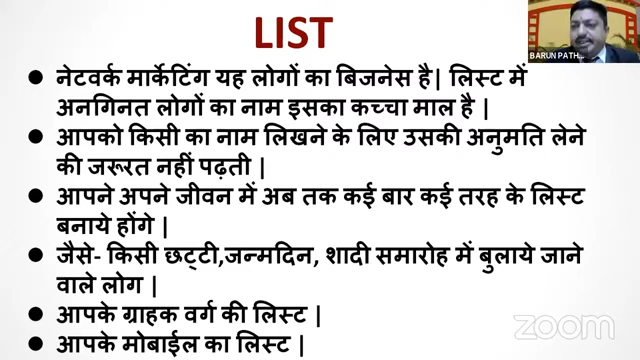 LIST
BARUN PATH...
● नेटवर्क मार्केटिंग यह लोगों का बिजनेस है| लिस्ट में
अनगिनत लोगों का नाम इसका कच्चा माल है |
● आपको किसी का नाम लिखने के लिए उसकी अनुमति लेने
की जरूरत नहीं पढ़ती |
● आपने अपने जीवन में अब तक कई बार कई तरह के लिस्ट
बनाये होंगे |
● जैसे- किसी छट्टी,जन्मदिन, शादी समारोह में बुलाये जाने
वाले लोग |
● आपके ग्राहक वर्ग की लिस्ट |
● आपके मोबाईल का लिस्ट |
zoom